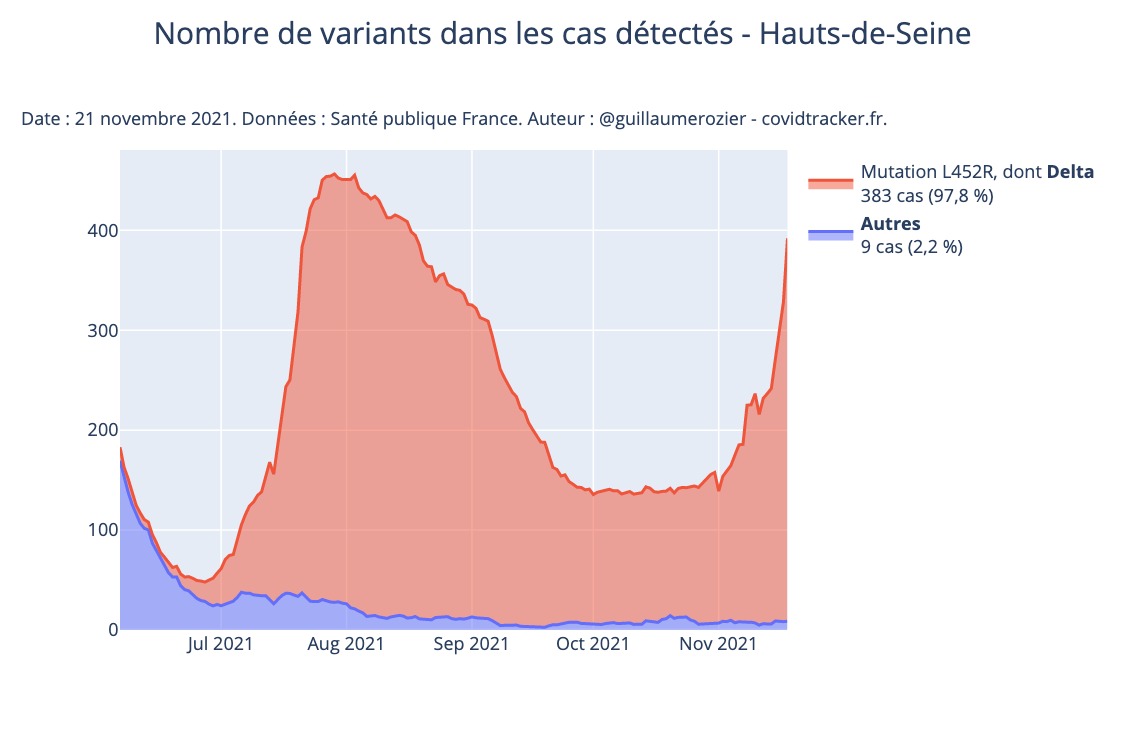 Nombre de variants dans les cas détectés - Hauts-de-Seine
Date : 21 novembre 2021. Données : Santé publique France. Auteur : @guillaumerozier - covidtracker.fr.
Mutation L452R, dont Delta
383 cas (97,8 %)
Autres
9 cas (2,2 %)
400
300
200
100
0
Jul 2021
Aug 2021
Sep 2021
Oct 2021
Nov 2021